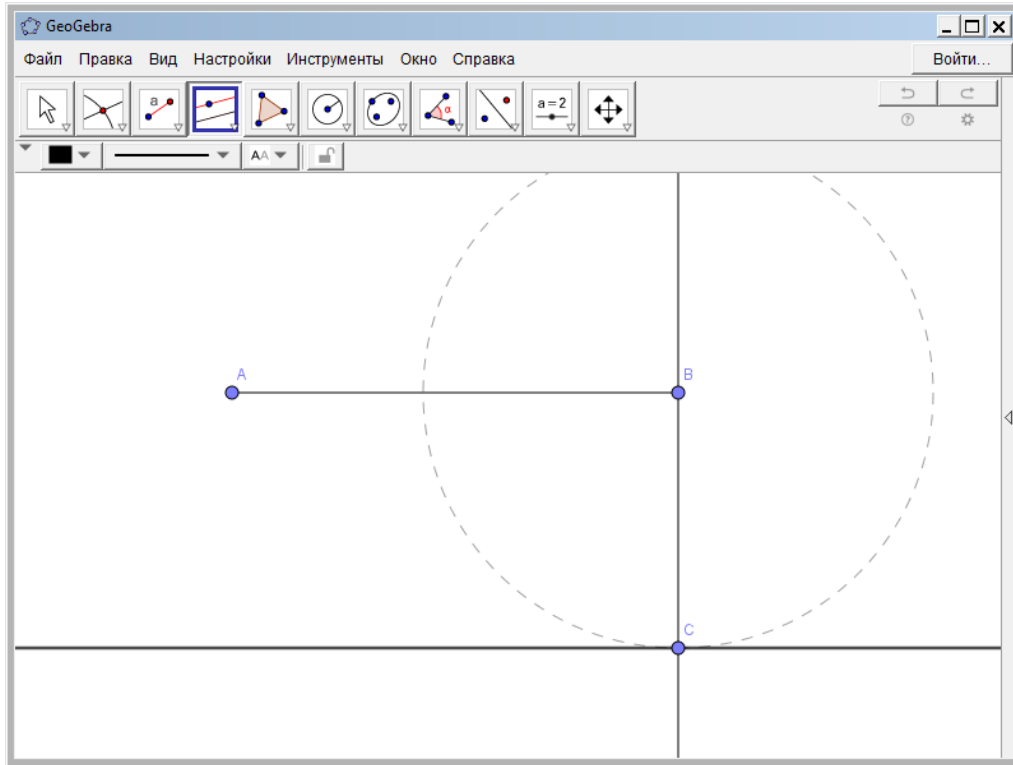 GeoGebra
Файл Правка Вид Настройки Инструменты Окно Справка Войти...
a α a=2
AA
A B
C